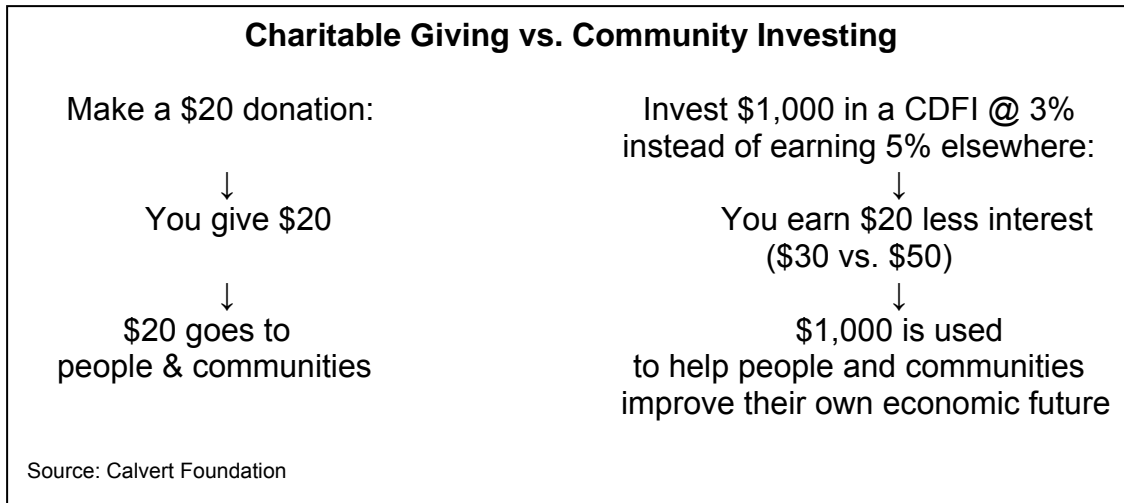 Charitable Giving vs. Community Investing
Make a $20 donation:
↓
You give $20
↓
$20 goes to
people & communities
Invest $1,000 in a CDFI @ 3%
instead of earning 5% elsewhere:
↓
You earn $20 less interest
($30 vs. $50)
↓
$1,000 is used
to help people and communities
improve their own economic future
Source: Calvert Foundation